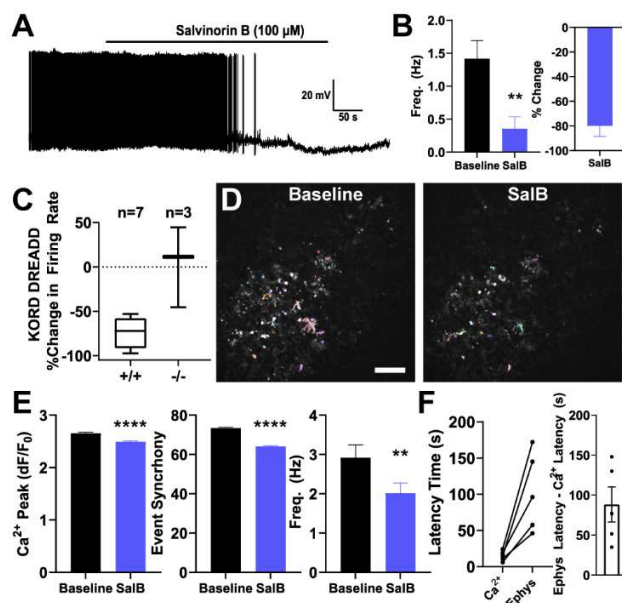 A
Salvinorin B (100 µM)
20 mV
50 s
B
Freq. (Hz)
2.0
1.5
1.0
0.5
0.0
**
Baseline SalB
% Change
0
-20
-40
-60
-80
-100
SalB
C
KORD DREADD
%Change in Firing Rate
50
0
-50
-100
n=7 n=3
+/+ -/-
D
Baseline
SalB
E
Ca2+ Peak (dF/F0)
3
2
1
0
****
Baseline SalB
Event Syncrhony
80
60
40
20
0
****
Baseline SalB
Freq. (Hz)
4
3
2
1
0
**
Baseline SalB
F
Latency Time (s)
200
150
100
50
0
Ca2+
Ephys
Ephys Latency - Ca2+ Latency (s)
200
150
100
50
0